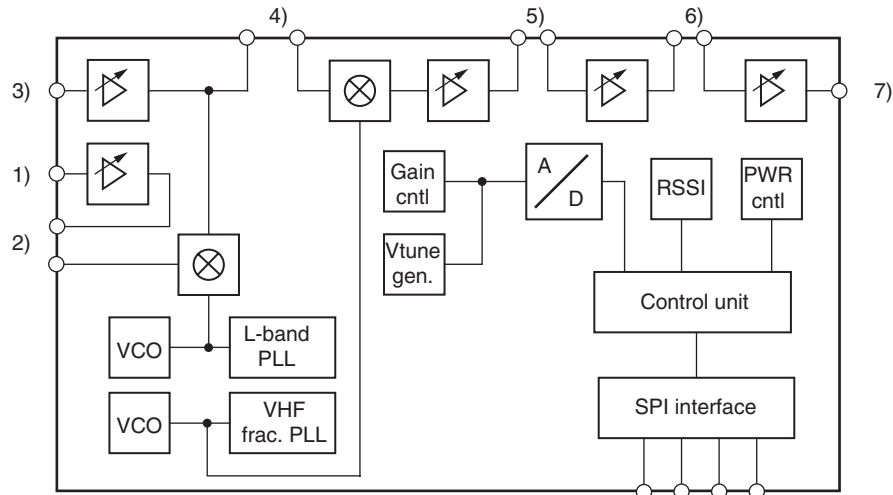 4)
5)
6)
3)
7)
1)
Gain
cntl
A
D
RSSI
PWR
cntl
2)
Vtune
gen.
Control unit
VCO
L-band
PLL
VCO
VHF
frac. PLL
SPI interface